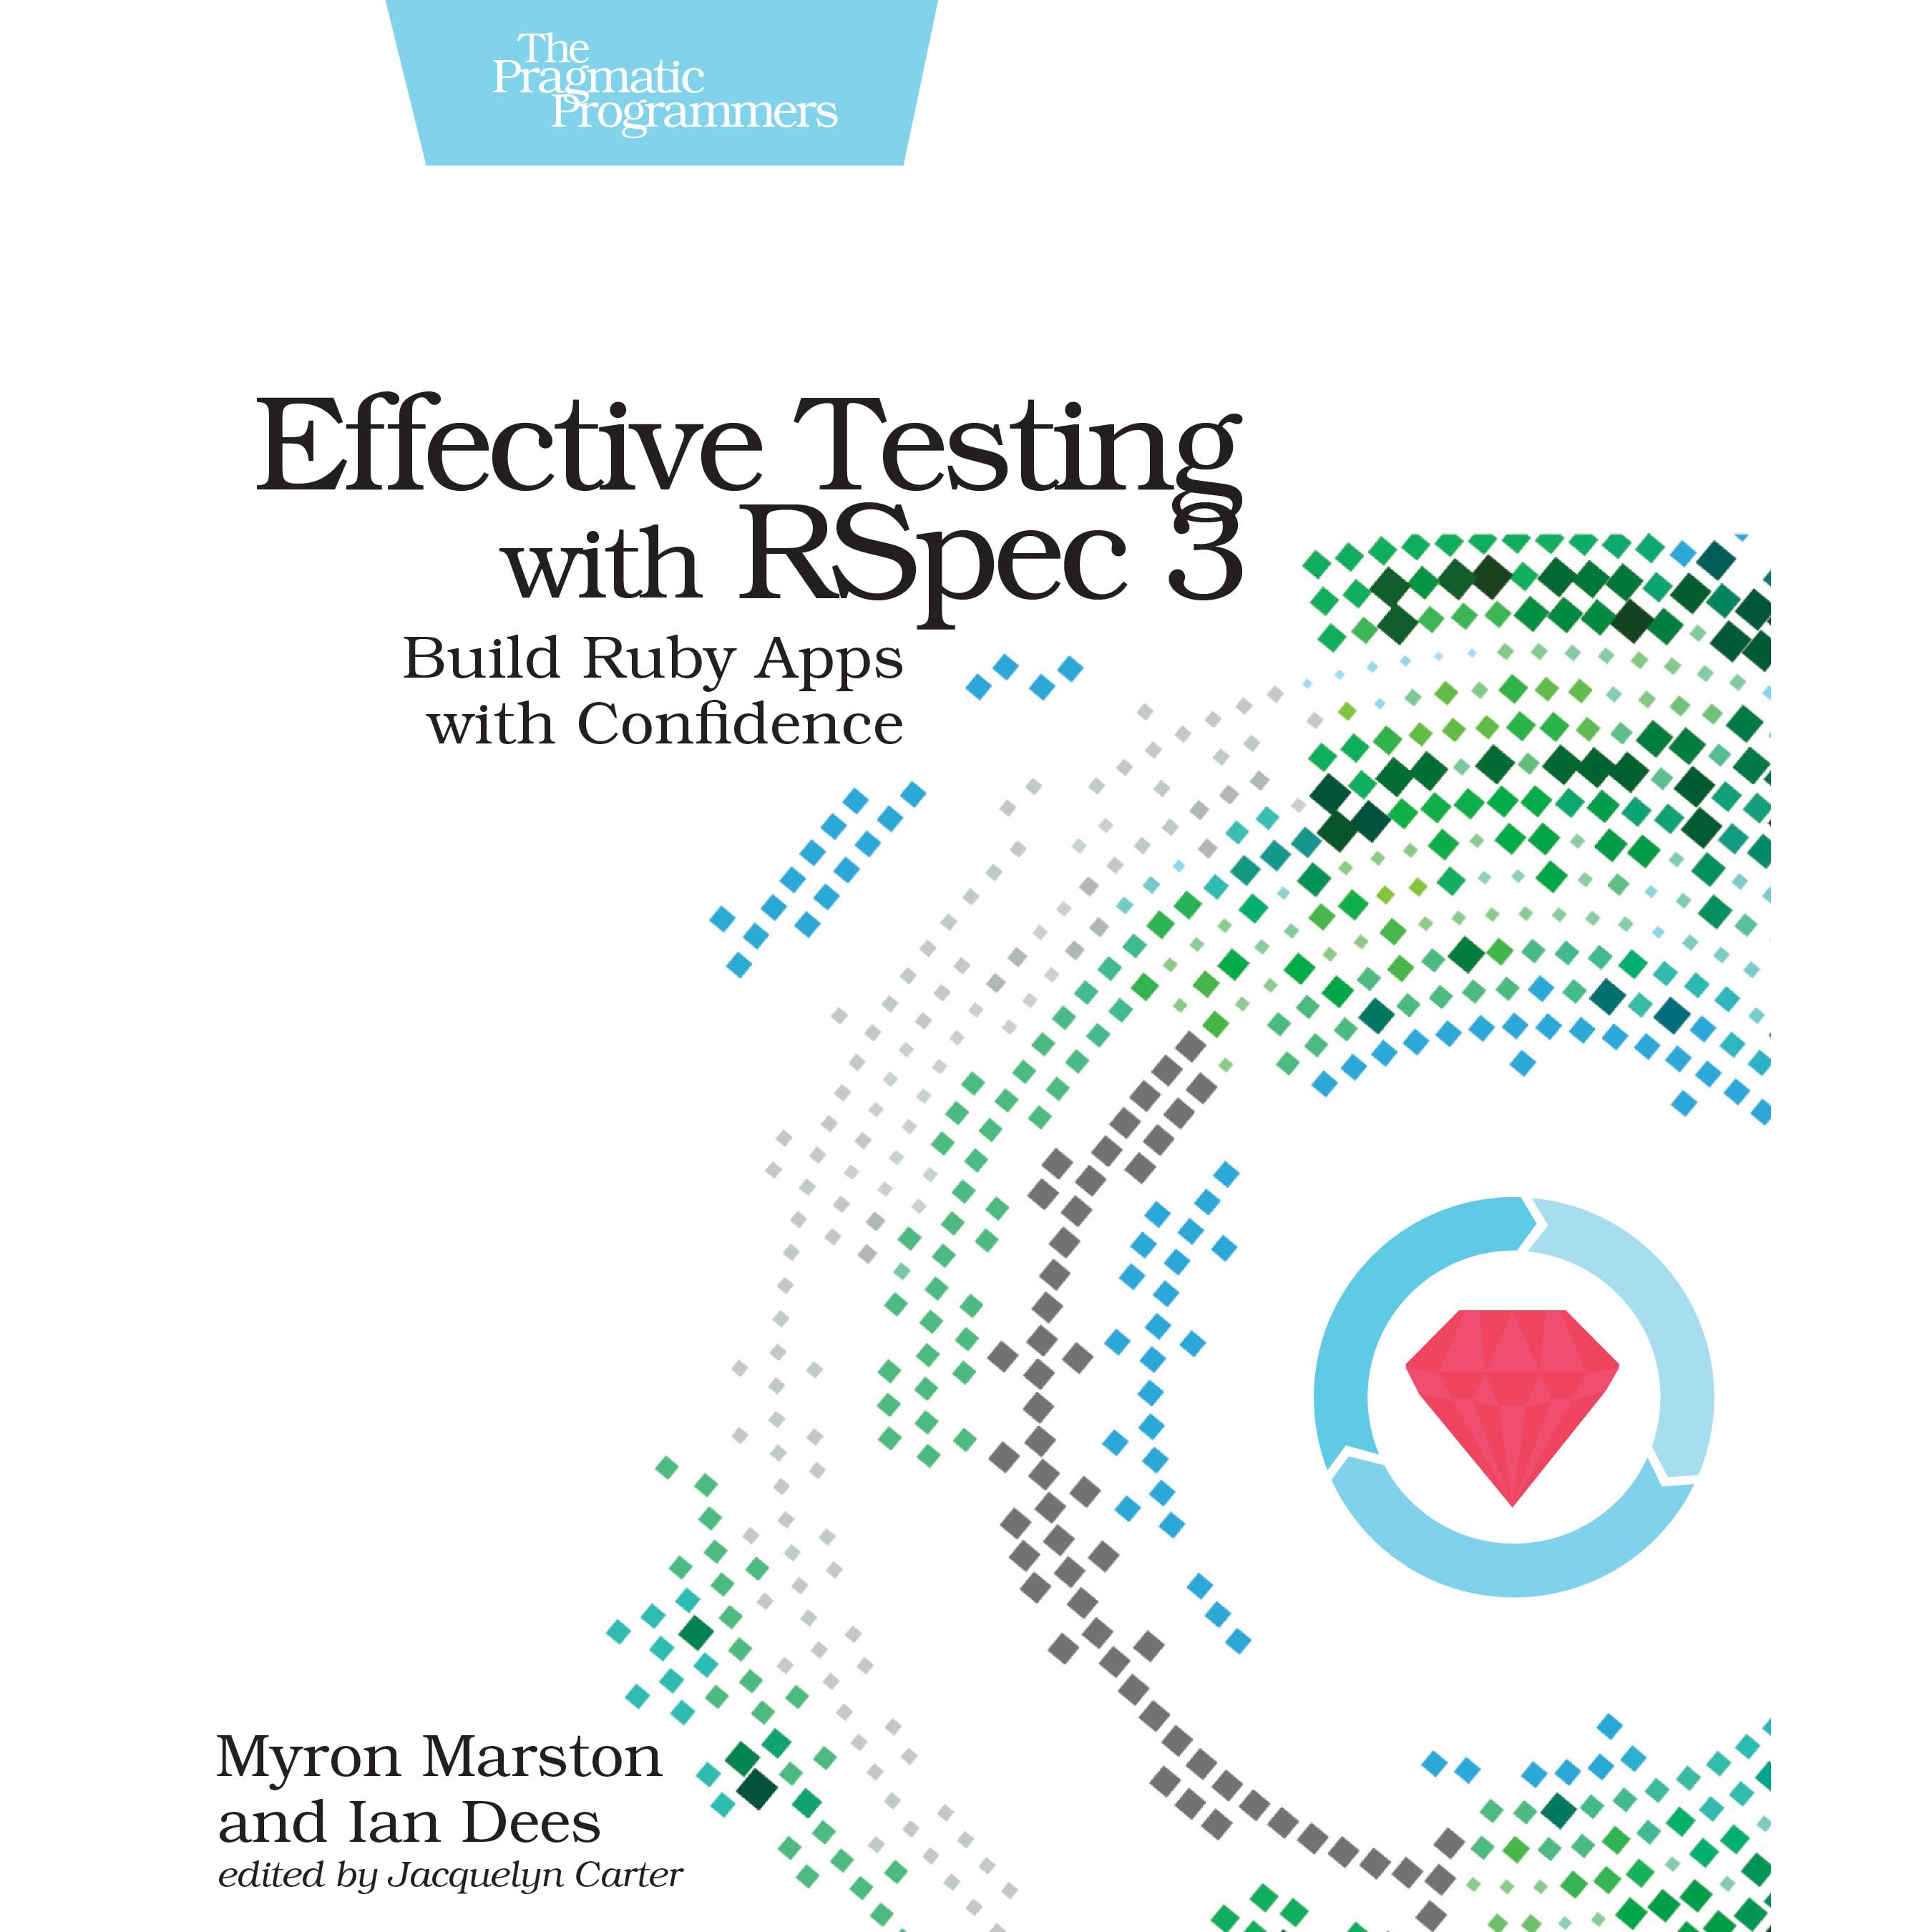 The
Pragmatic
Programmers
Effective Testing
with RSpec 3
Build Ruby Apps
with Confidence
Myron Marston
and Ian Dees
edited by Jacquelyn Carter